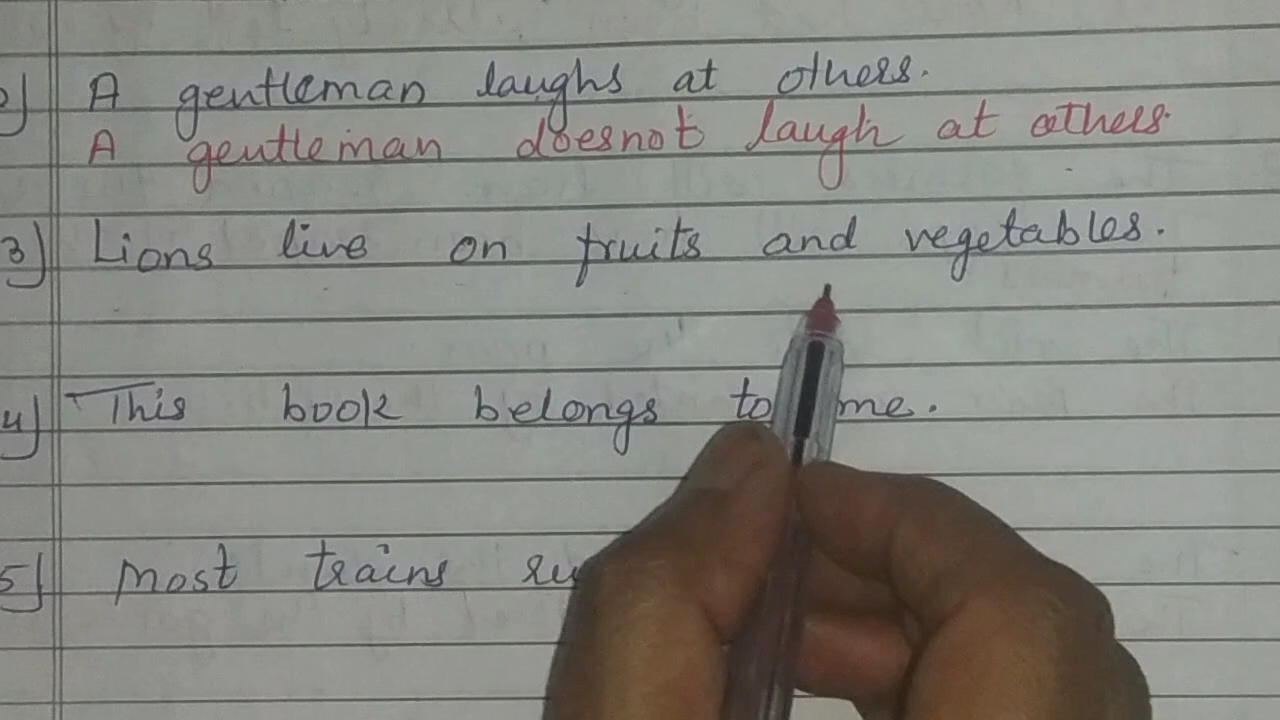 2) A gentleman laughs at others.
A gentleman doesnot laugh at others.
3) Lions live on fruits and vegetables.
4) This book belongs to me.
5) Most trains